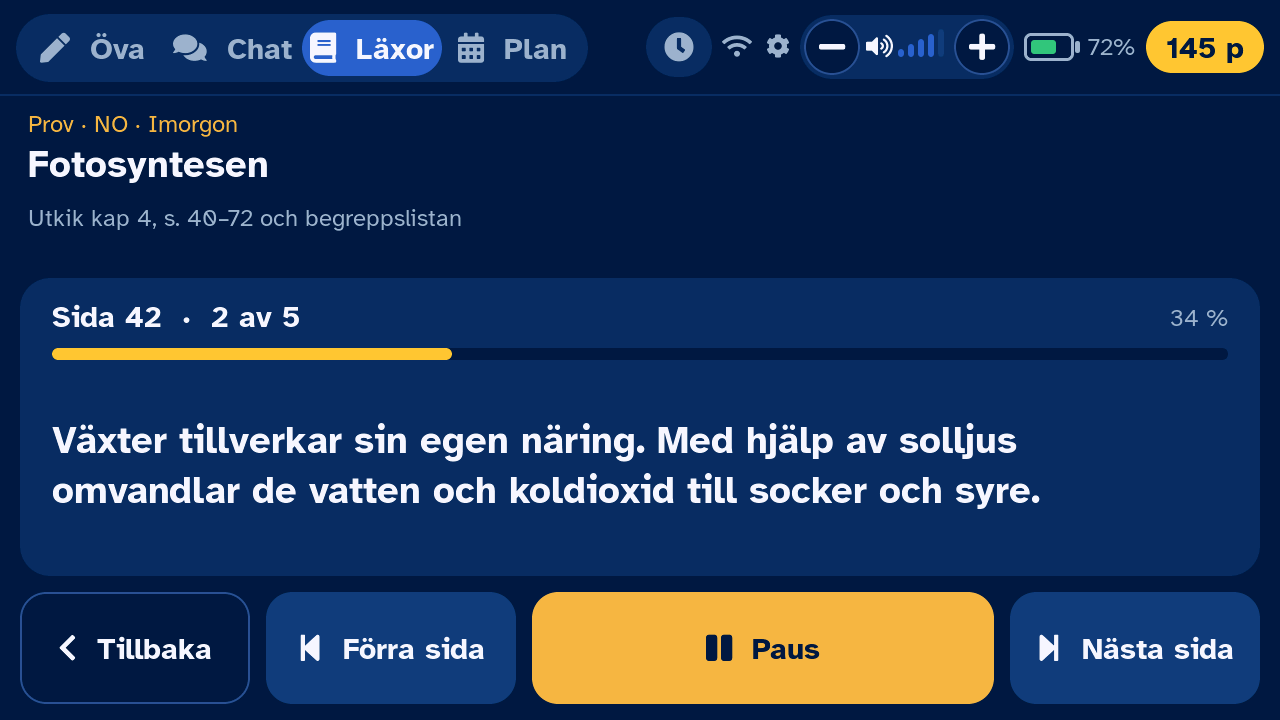 Öva
Chat
Läxor
Plan
72%
145 p
Prov · NO · Imorgon
Fotosyntesen
Utkik kap 4, s. 40–72 och begreppslistan
Sida 42 · 2 av 5
34 %
Växter tillverkar sin egen näring. Med hjälp av solljus
omvandlar de vatten och koldioxid till socker och syre.
Tillbaka
Förra sida
Paus
Nästa sida